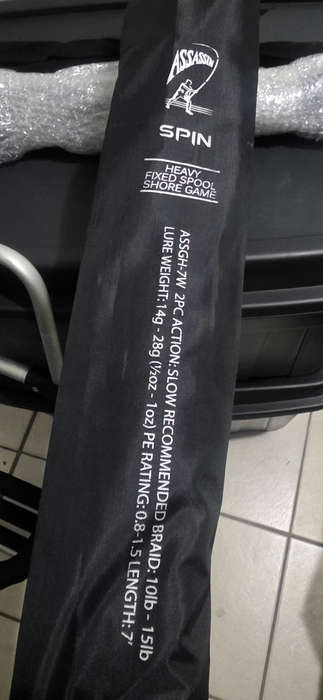 ASSASSIN
SPIN
HEAVY
FIXED SPOOL
SHORE GAME
ASSGH-7W 2PC ACTION: SLOW RECOMMENDED BRAID: 10lb - 15lb
LURE WEIGHT: 14g - 28g (½oz - 1oz) PE RATING: 0.8-1.5 LENGTH: 7'